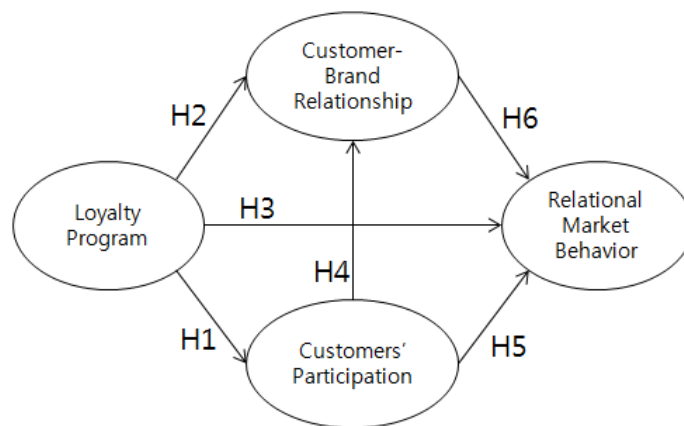 Customer-
Brand
Relationship
H2
H6
Loyalty
Program
H3
Relational
Market
Behavior
H4
H1
Customers'
Participation
H5